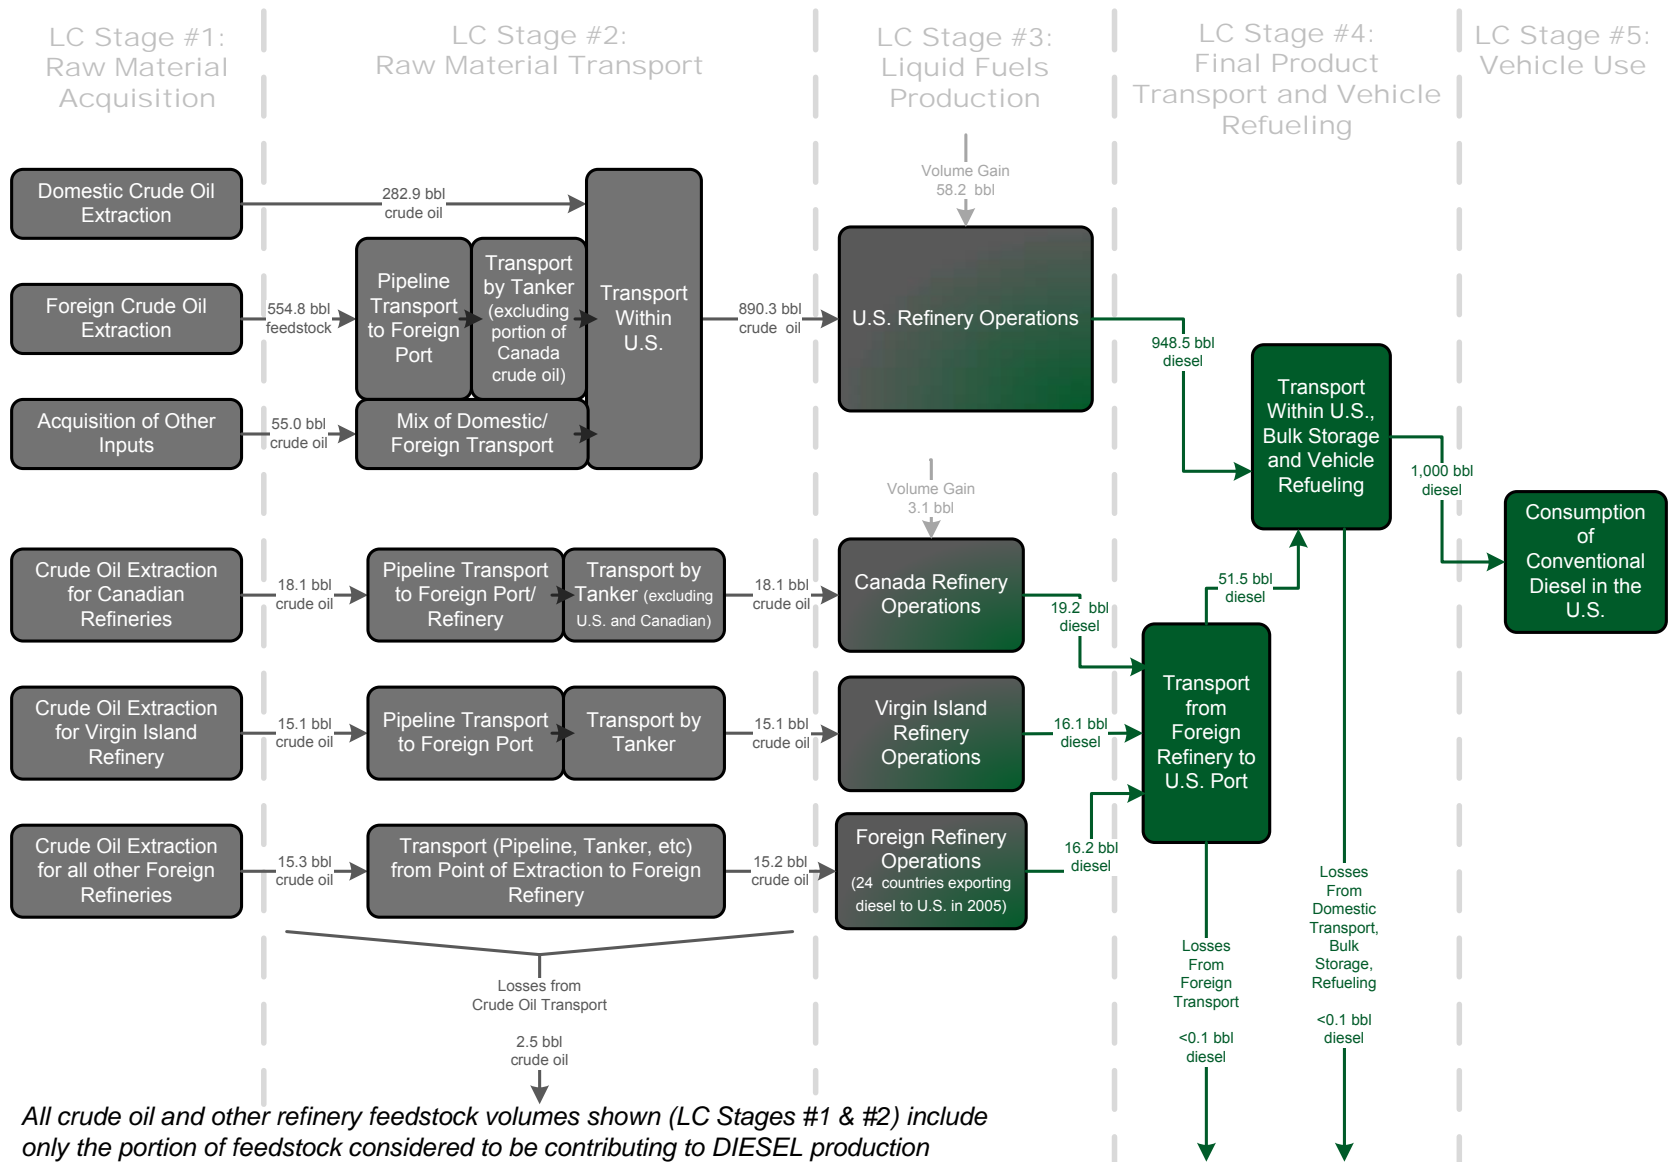 LC Stage #1:
Raw Material
Acquisition
LC Stage #2:
Raw Material Transport
LC Stage #3:
Liquid Fuels
Production
LC Stage #4:
Final Product
Transport and Vehicle
Refueling
LC Stage #5:
Vehicle Use
Domestic Crude Oil
Extraction
282.9 bbl
crude oil
Foreign Crude Oil
Extraction
554.8 bbl
feedstock
Pipeline
Transport
to Foreign
Port
Transport
by Tanker
(excluding
portion of
Canada
crude oil)
Transport
Within
U.S.
Acquisition of Other
Inputs
55.0 bbl
crude oil
Mix of Domestic/
Foreign Transport
890.3 bbl
crude oil
Volume Gain
58.2 bbl
U.S. Refinery Operations
948.5 bbl
diesel
Transport
Within U.S.,
Bulk Storage
and Vehicle
Refueling
1,000 bbl
diesel
Consumption
of
Conventional
Diesel in the
U.S.
Crude Oil Extraction
for Canadian
Refineries
18.1 bbl
crude oil
Pipeline Transport
to Foreign Port/
Refinery
Transport by
Tanker (excluding
U.S. and Canadian)
18.1 bbl
crude oil
Volume Gain
3.1 bbl
Canada Refinery
Operations
19.2 bbl
diesel
51.5 bbl
diesel
Crude Oil Extraction
for Virgin Island
Refinery
15.1 bbl
crude oil
Pipeline Transport
to Foreign Port
Transport by
Tanker
15.1 bbl
crude oil
Virgin Island
Refinery
Operations
16.1 bbl
diesel
Transport
from
Foreign
Refinery to
U.S. Port
Crude Oil Extraction
for all other Foreign
Refineries
15.3 bbl
crude oil
Transport (Pipeline, Tanker, etc)
from Point of Extraction to Foreign
Refinery
15.2 bbl
crude oil
Foreign Refinery
Operations
(24 countries exporting
diesel to U.S. in 2005)
16.2 bbl
diesel
Losses from
Crude Oil Transport
2.5 bbl
crude oil
Losses
From
Foreign
Transport
<0.1 bbl
diesel
Losses
From
Domestic
Transport,
Bulk
Storage,
Refueling
<0.1 bbl
diesel
All crude oil and other refinery feedstock volumes shown (LC Stages #1 & #2) include
only the portion of feedstock considered to be contributing to DIESEL production